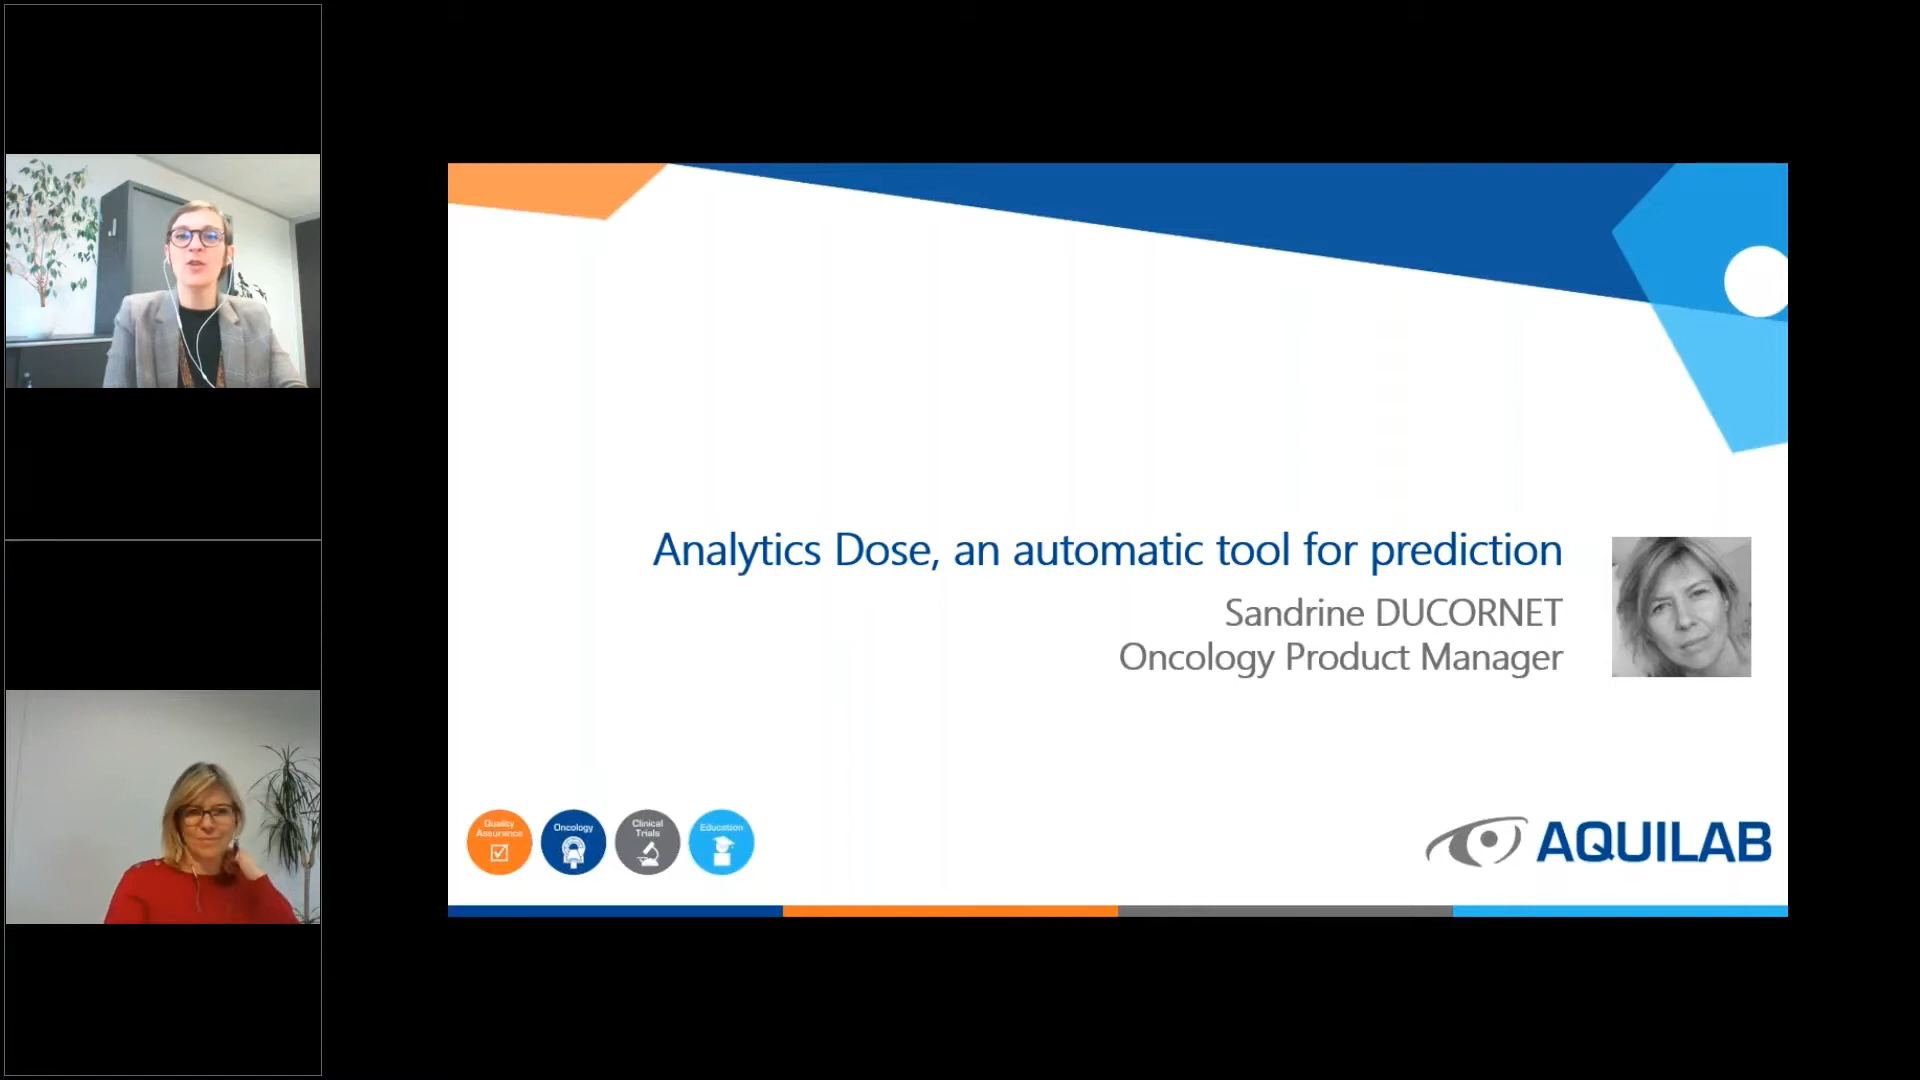 Analytics Dose, an automatic tool for prediction
Sandrine DUCORNET
Oncology Product Manager
Quality
Assurance
Oncology
Clinical
Trials
Education
AQUILAB